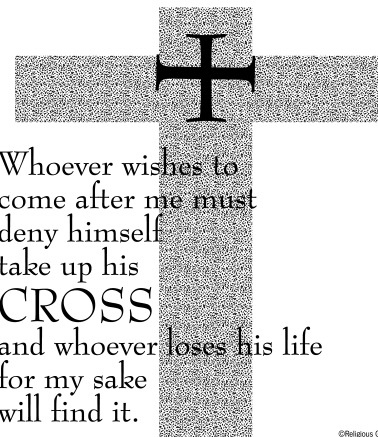 Whoever wishes to
come after me must
deny himself
take up his
CROSS
and whoever loses his life
for my sake
will find it.
©Religious